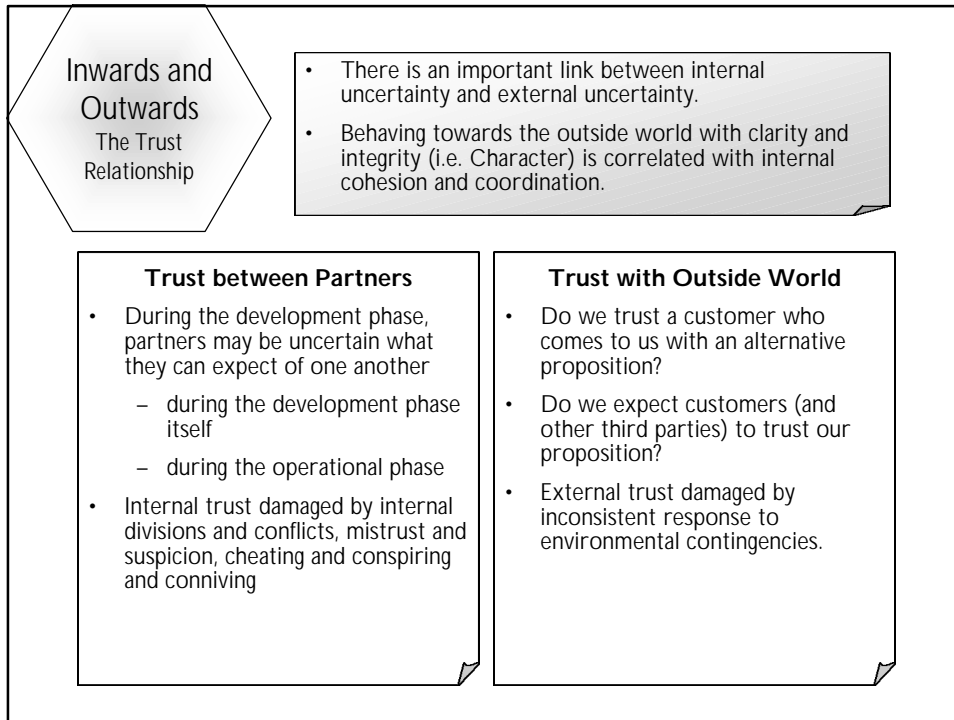 Inwards and
Outwards
The Trust
Relationship
• There is an important link between internal
uncertainty and external uncertainty.
• Behaving towards the outside world with clarity and
integrity (i.e. Character) is correlated with internal
cohesion and coordination.
Trust between Partners
• During the development phase,
partners may be uncertain what
they can expect of one another
– during the development phase
itself
– during the operational phase
• Internal trust damaged by internal
divisions and conflicts, mistrust and
suspicion, cheating and conspiring
and conniving
Trust with Outside World
• Do we trust a customer who
comes to us with an alternative
proposition?
• Do we expect customers (and
other third parties) to trust our
proposition?
• External trust damaged by
inconsistent response to
environmental contingencies.